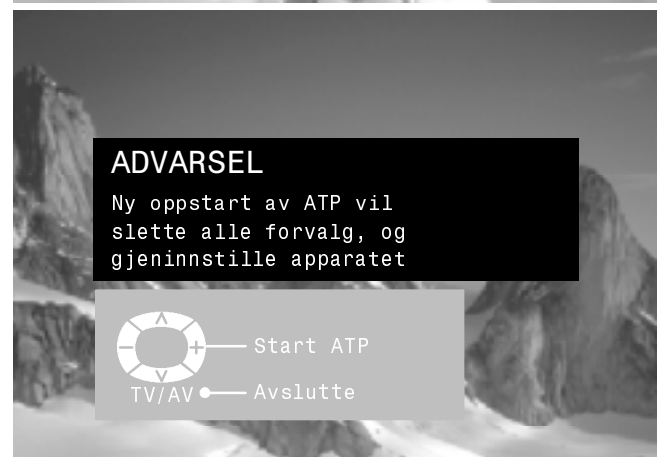 ADVARSEL
Ny oppstart av ATP vil
slette alle forvalg, og
gjeninnstille apparatet
Start ATP
TV/AV
Avslutte